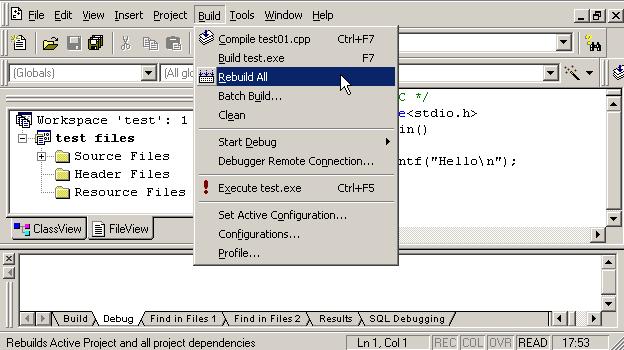 File Edit View Insert Project Build Tools Window Help
Compile test01.cpp Ctrl+F7
Build test.exe F7
Rebuild All
Batch Build...
Clean
Start Debug
Debugger Remote Connection...
Execute test.exe Ctrl+F5
Set Active Configuration...
Configurations...
Profile...
(Globals) (All glo
Workspace 'test': 1
test files
Source Files
Header Files
Resource Files
ClassView FileView
C */
e<stdio.h>
in()
ntf("Hello\n");
Build Debug Find in Files 1 Find in Files 2 Results SQL Debugging
Rebuilds Active Project and all project dependencies Ln 1, Col 1 REC COL OVR READ 17:53